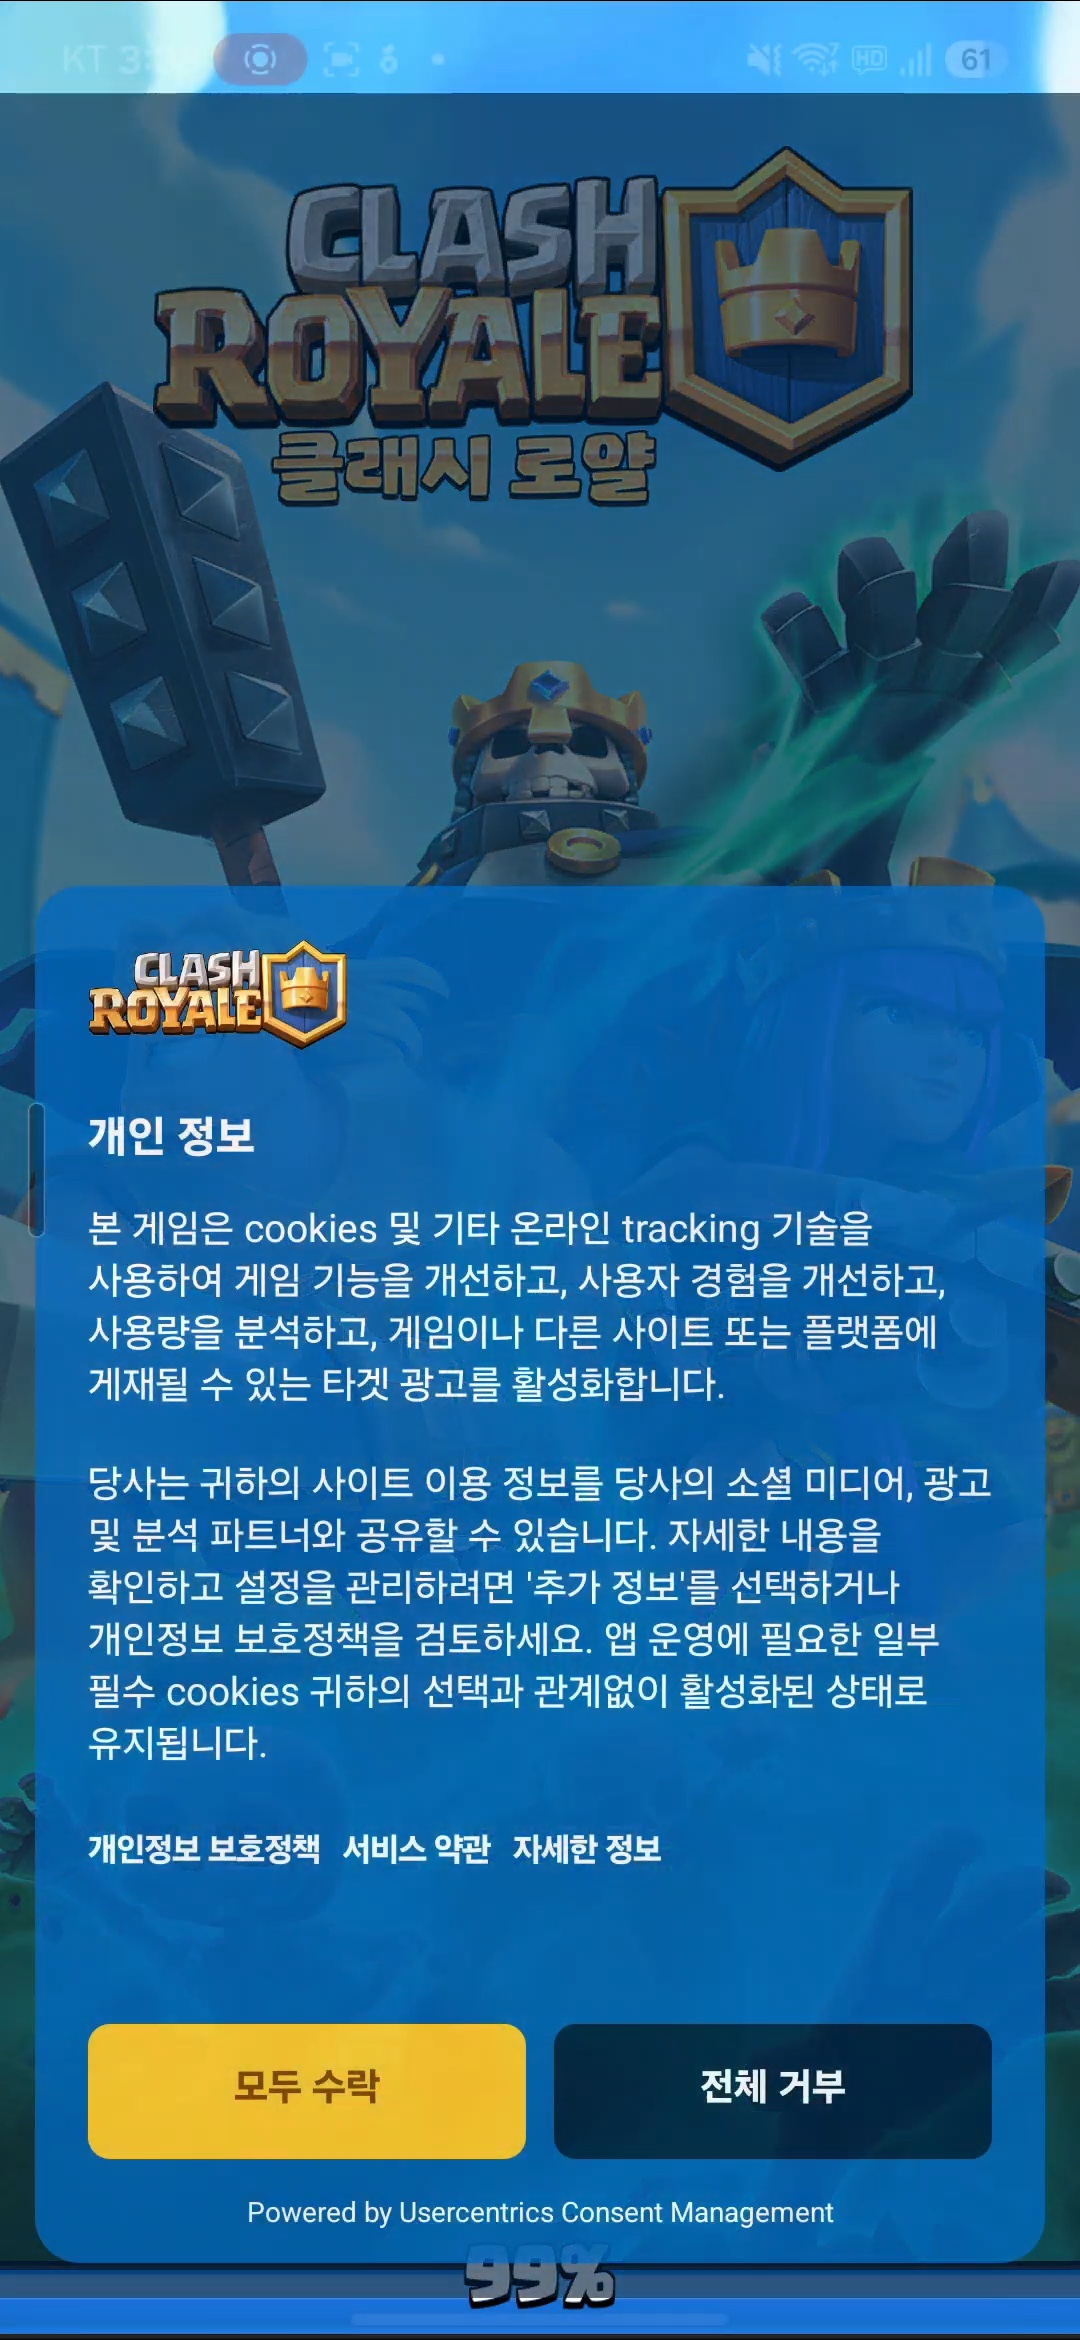 KT
HD
61
CLASH
ROYALE
클래시 로얄
CLASH
ROYALE
개인 정보
본 게임은 cookies 및 기타 온라인 tracking 기술을
사용하여 게임 기능을 개선하고, 사용자 경험을 개선하고,
사용량을 분석하고, 게임이나 다른 사이트 또는 플랫폼에
게재될 수 있는 타겟 광고를 활성화합니다.
당사는 귀하의 사이트 이용 정보를 당사의 소셜 미디어, 광고
및 분석 파트너와 공유할 수 있습니다. 자세한 내용을
확인하고 설정을 관리하려면 '추가 정보'를 선택하거나
개인정보 보호정책을 검토하세요. 앱 운영에 필요한 일부
필수 cookies 귀하의 선택과 관계없이 활성화된 상태로
유지됩니다.
개인정보 보호정책 서비스 약관 자세한 정보
모두 수락 전체 거부
Powered by Usercentrics Consent Management
99%